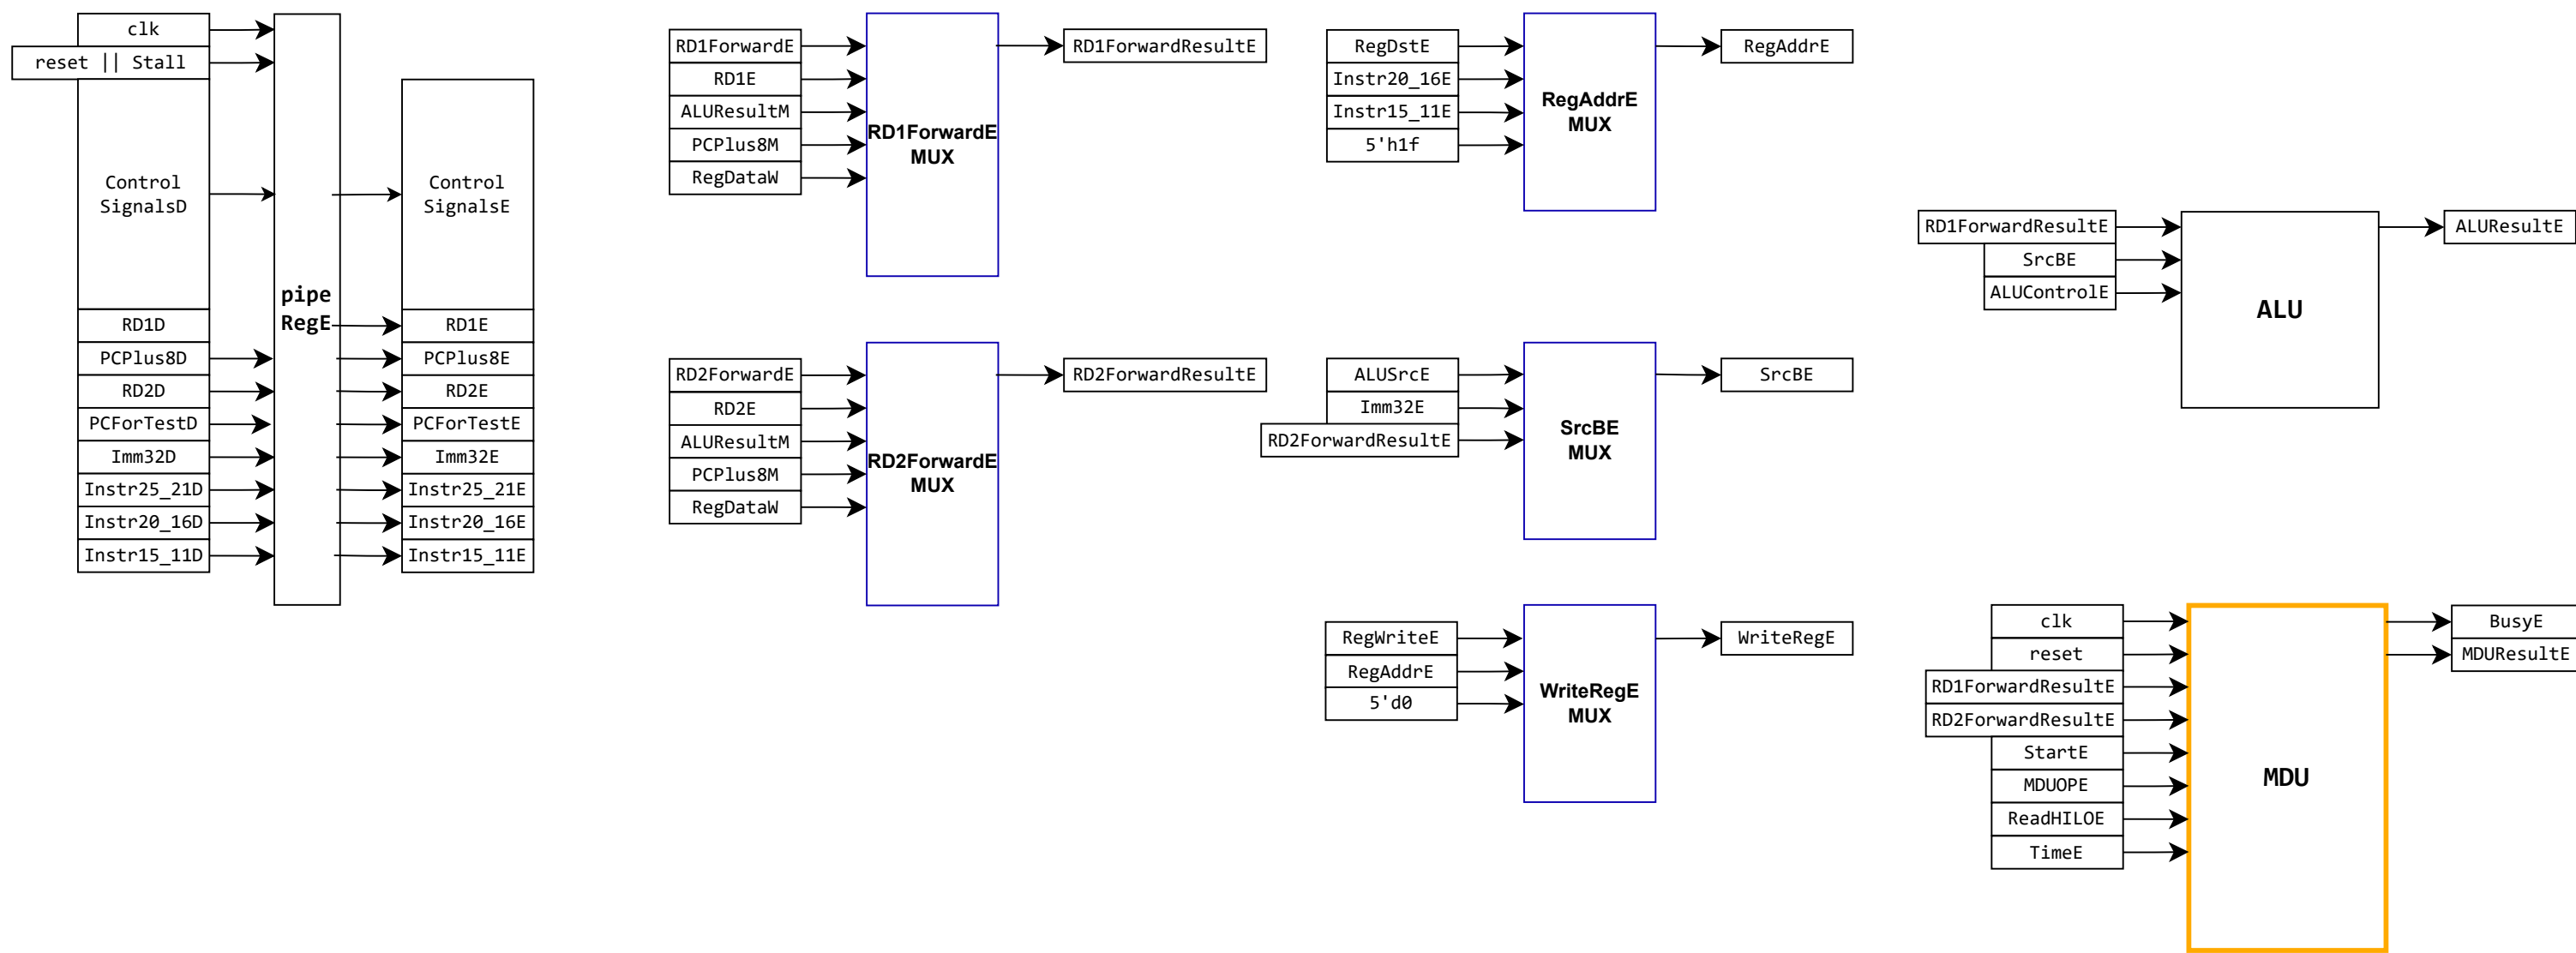 clk
reset || Stall
Control
SignalsD
RD1D
PCPlus8D
RD2D
PCForTestD
Imm32D
Instr25_21D
Instr20_16D
Instr15_11D
pipe
RegE
Control
SignalsE
RD1E
PCPlus8E
RD2E
PCForTestE
Imm32E
Instr25_21E
Instr20_16E
Instr15_11E
RD1ForwardE
RD1E
ALUResultM
PCPlus8M
RegDataW
RD1ForwardE
MUX
RD1ForwardResultE
RD2ForwardE
RD2E
ALUResultM
PCPlus8M
RegDataW
RD2ForwardE
MUX
RD2ForwardResultE
RegDstE
Instr20_16E
Instr15_11E
5'h1f
RegAddrE
MUX
RegAddrE
ALUSrcE
Imm32E
RD2ForwardResultE
SrcBE
MUX
SrcBE
RegWriteE
RegAddrE
5'd0
WriteRegE
MUX
WriteRegE
RD1ForwardResultE
SrcBE
ALUControlE
ALU
ALUResultE
clk
reset
RD1ForwardResultE
RD2ForwardResultE
StartE
MDUOPE
ReadHILOE
TimeE
MDU
BusyE
MDUResultE